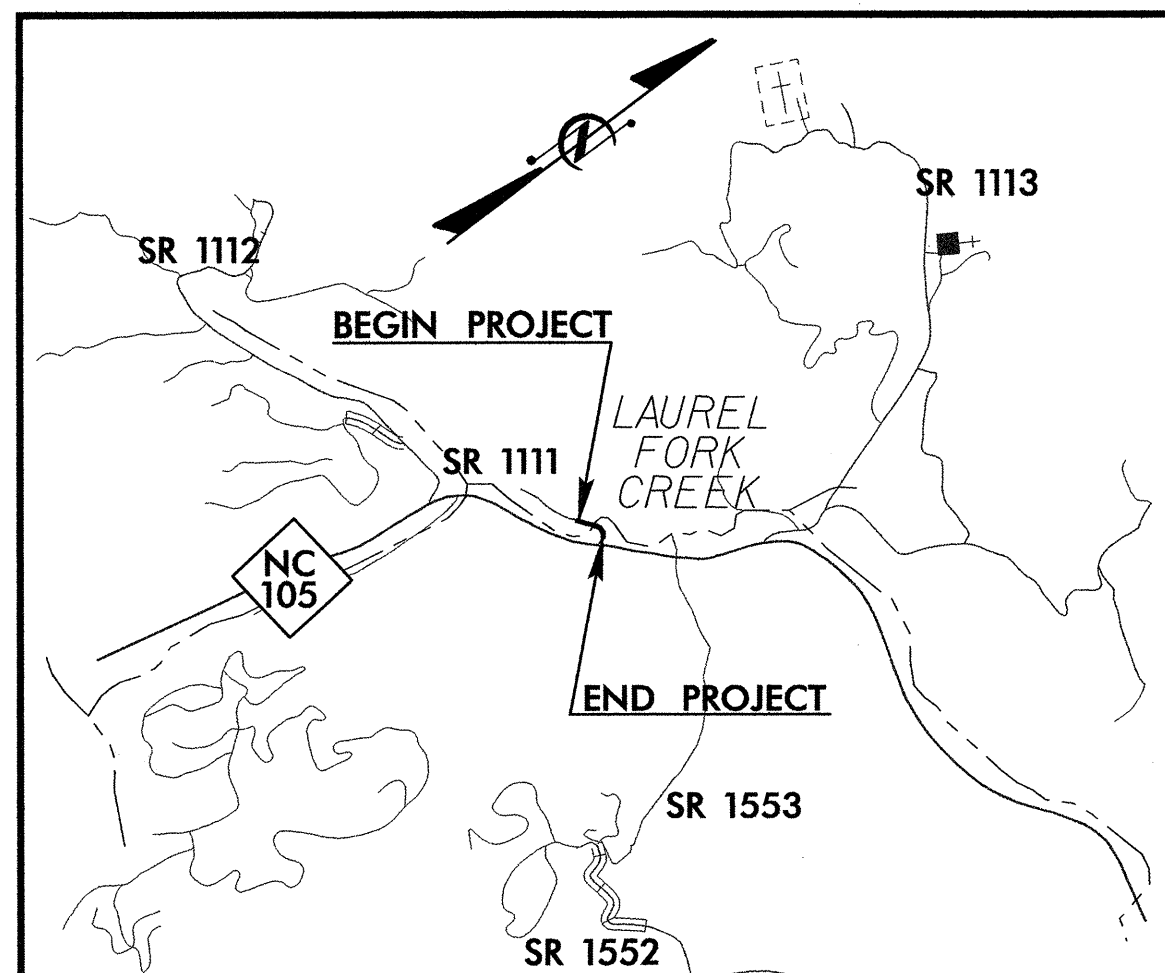 SR 1113
SR 1112
BEGIN PROJECT
LAUREL
FORK
CREEK
SR 1111
NC
105
END PROJECT
SR 1553
SR 1552